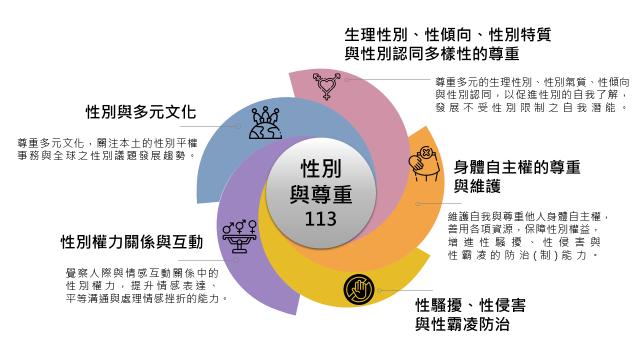 生理性別、性傾向、性別特質
與性別認同多樣性的尊重
尊重多元的生理性別、性別氣質、性傾向
與性別認同，以促進性別的自我了解，
發展不受性別限制之自我潛能。
性別與多元文化
尊重多元文化，關注本土的性別平權
事務與全球之性別議題發展趨勢。
性別
與尊重
113
身體自主權的尊重
與維護
維護自我與尊重他人身體自主權，
善用各項資源，保障性別權益，
增進性騷擾、性侵害與
性霸凌的防治(制)能力。
性別權力關係與互動
覺察人際與情感互動關係中的
性別權力，提升情感表達、
平等溝通與處理情感挫折的能力。
性騷擾、性侵害
與性霸凌防治